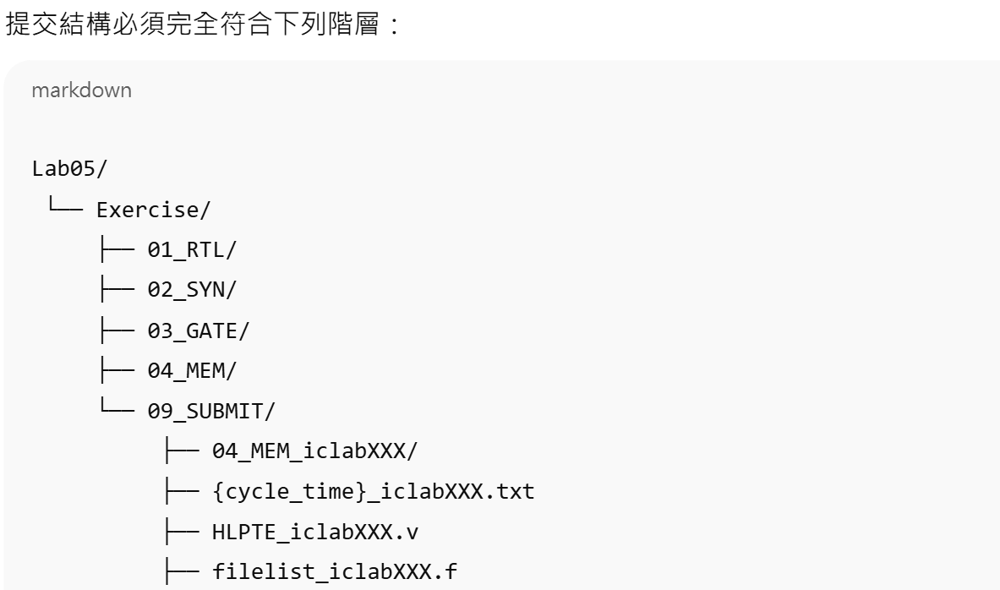 提交結構必須完全符合下列階層：
markdown
Lab05/
└── Exercise/
├── 01_RTL/
├── 02_SYN/
├── 03_GATE/
├── 04_MEM/
└── 09_SUBMIT/
├── 04_MEM_iclabXXX/
├── {cycle_time}_iclabXXX.txt
├── HLPTE_iclabXXX.v
├── filelist_iclabXXX.f